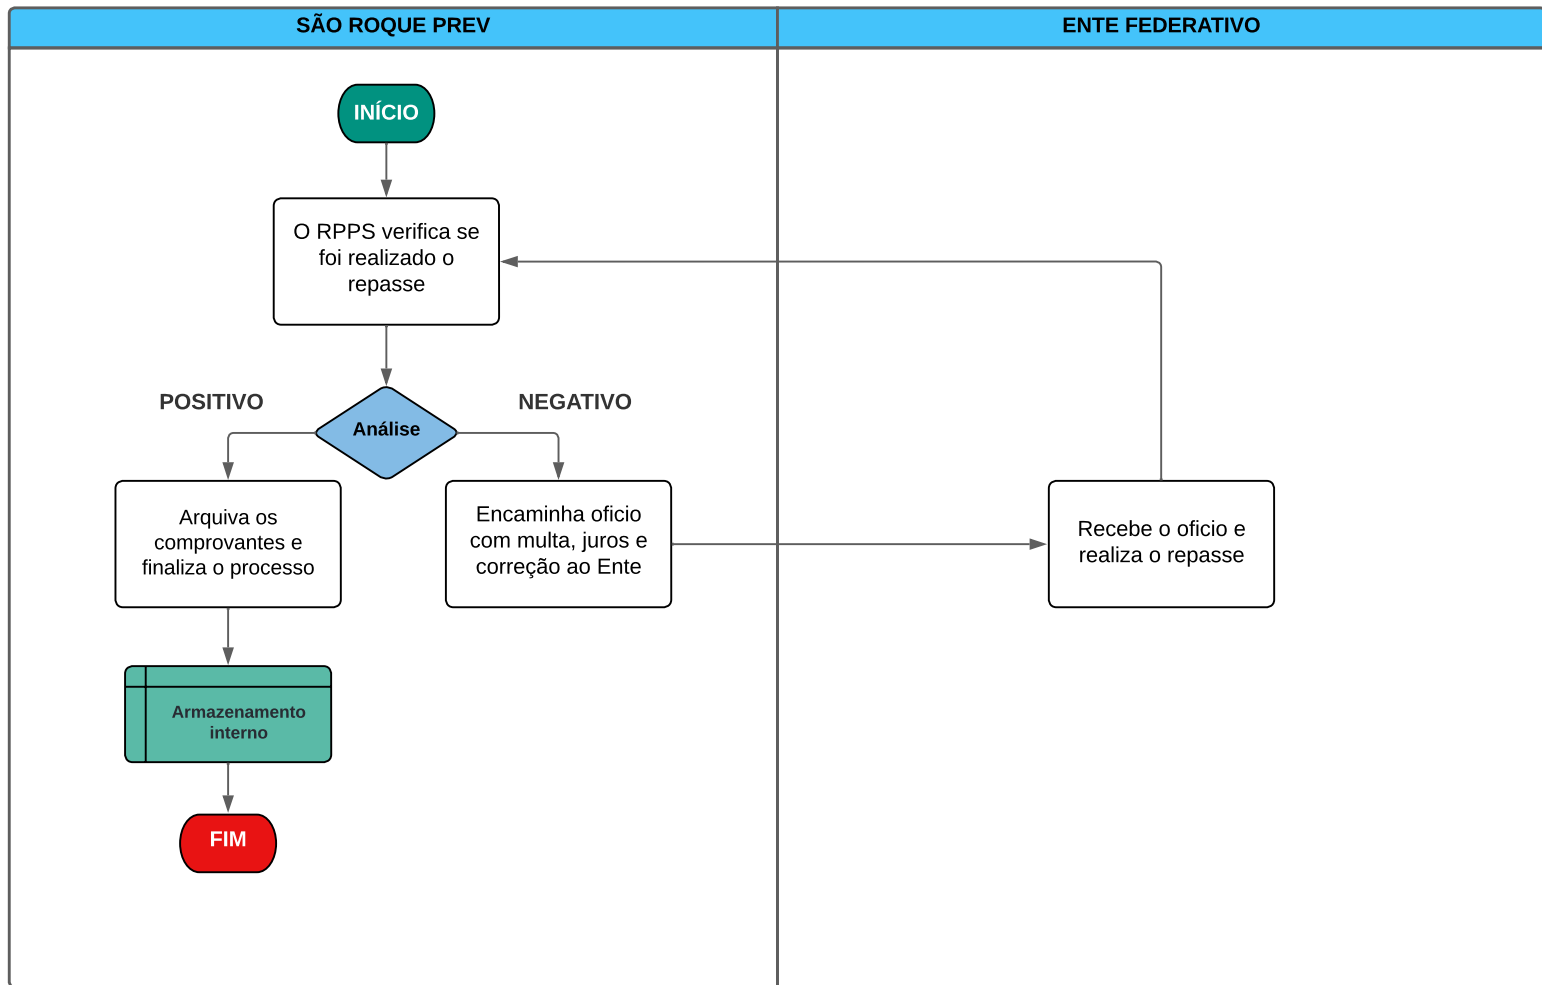 SÃO ROQUE PREV
ENTE FEDERATIVO
INÍCIO
O RPPS verifica se
foi realizado o
repasse
POSITIVO
NEGATIVO
Análise
Arquiva os
comprovantes e
finaliza o processo
Encaminha oficio
com multa, juros e
correção ao Ente
Recebe o oficio e
realiza o repasse
Armazenamento
interno
FIM